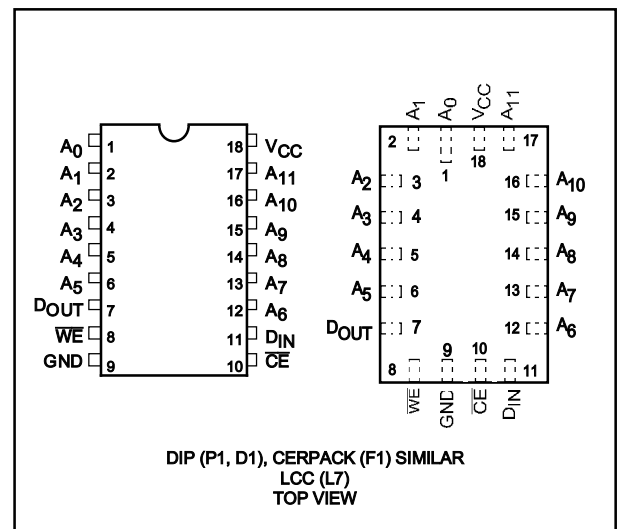 A0 1 18 VCC
A1 2 17 A11
A2 3 16 A10
A3 4 15 A9
A4 5 14 A8
A5 6 13 A7
DOUT 7 12 A6
W̅E̅ 8 11 DIN
GND 9 10 C̅E̅
A1 A0 VCC A11
2 1 18 17
A2 3 16 A10
A3 4 15 A9
A4 5 14 A8
A5 6 13 A7
DOUT 7 12 A6
8 9 10 11
W̅E̅ GND C̅E̅ DIN
DIP (P1, D1), CERPACK (F1) SIMILAR
LCC (L7)
TOP VIEW